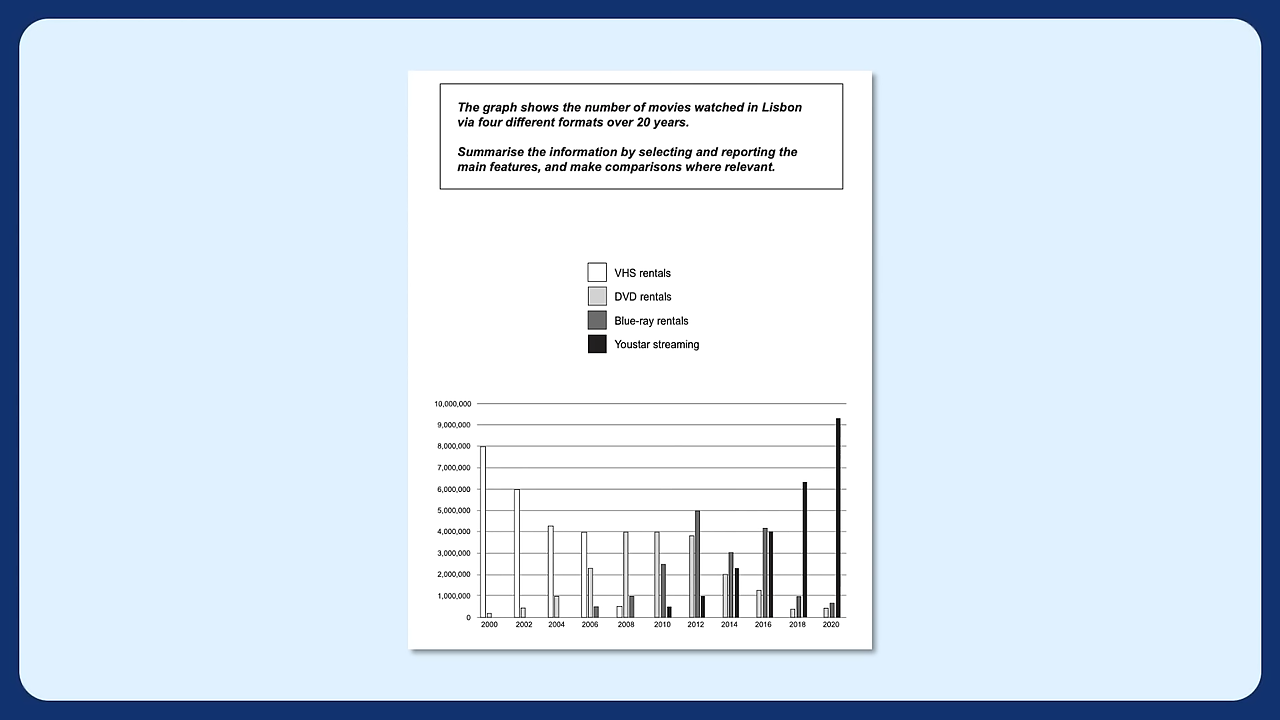 The graph shows the number of movies watched in Lisbon
via four different formats over 20 years.
Summarise the information by selecting and reporting the
main features, and make comparisons where relevant.
VHS rentals
DVD rentals
Blue-ray rentals
Youstar streaming
10,000,000
9,000,000
8,000,000
7,000,000
6,000,000
5,000,000
4,000,000
3,000,000
2,000,000
1,000,000
0
2000 2002 2004 2006 2008 2010 2012 2014 2016 2018 2020